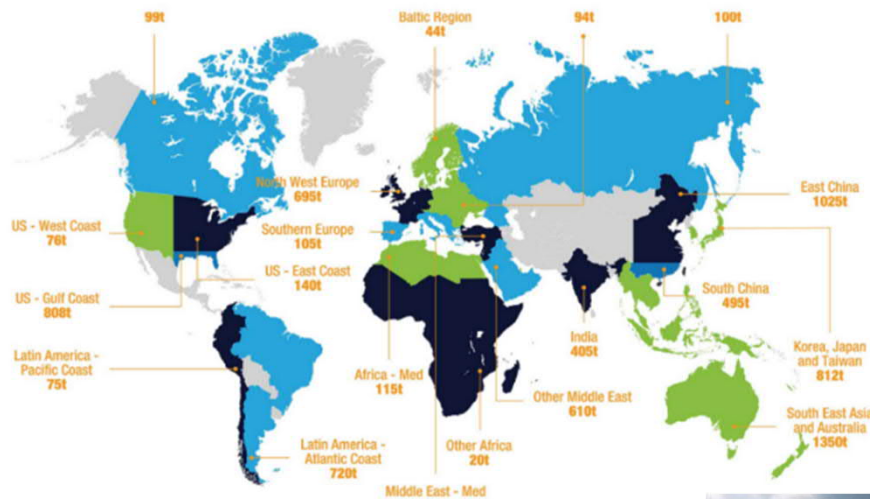 99t
Baltic Region
44t
94t
100t
North West Europe
695t
East China
1025t
US - West Coast
76t
Southern Europe
105t
US - East Coast
140t
US - Gulf Coast
808t
South China
495t
India
405t
Latin America -
Pacific Coast
75t
Africa - Med
115t
Other Middle East
610t
Korea, Japan
and Taiwan
812t
South East Asia
and Australia
1350t
Latin America -
Atlantic Coast
720t
Other Africa
20t
Middle East - Med